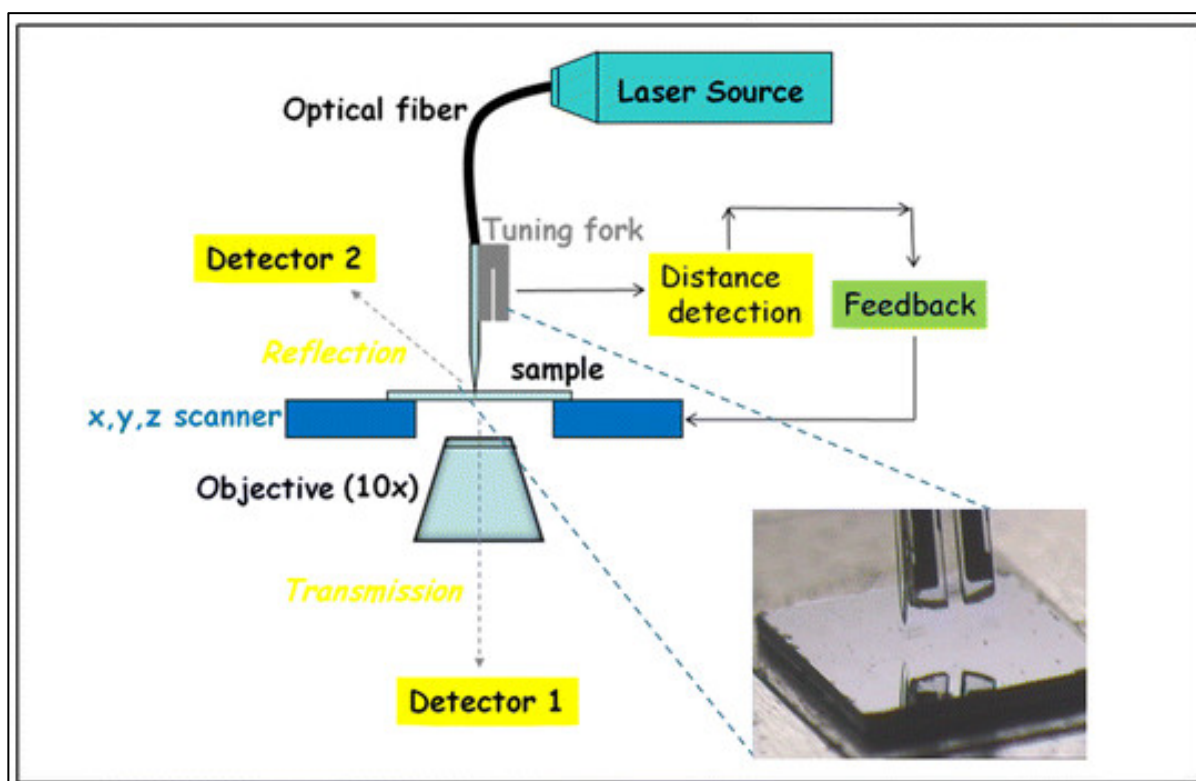 Laser Source
Optical fiber
Tuning fork
Detector 2
Distance
detection
Feedback
Reflection
sample
x,y,z scanner
Objective (10x)
Transmission
Detector 1